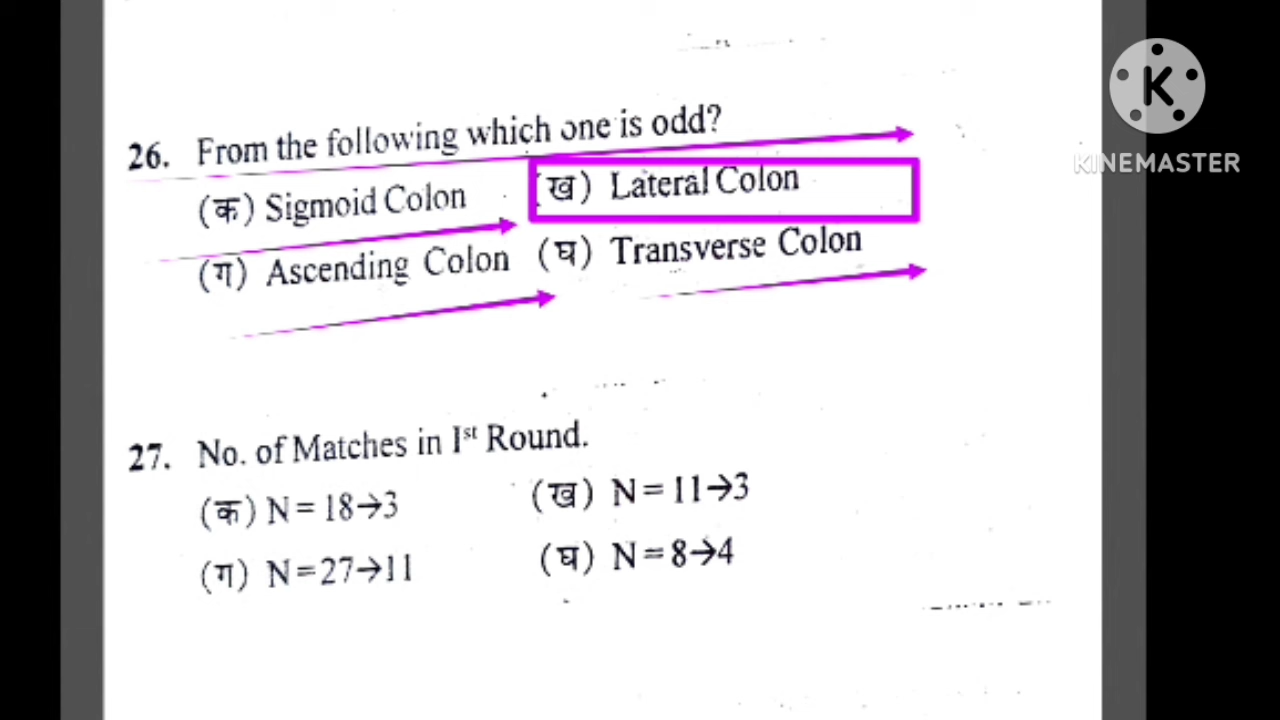 26. From the following which one is odd?
(क) Sigmoid Colon (ख) Lateral Colon
(ग) Ascending Colon (घ) Transverse Colon
27. No. of Matches in Iˢᵗ Round.
(क) N = 18→3 (ख) N = 11→3
(ग) N=27→11 (घ) N=8→4
K
KINEMASTER